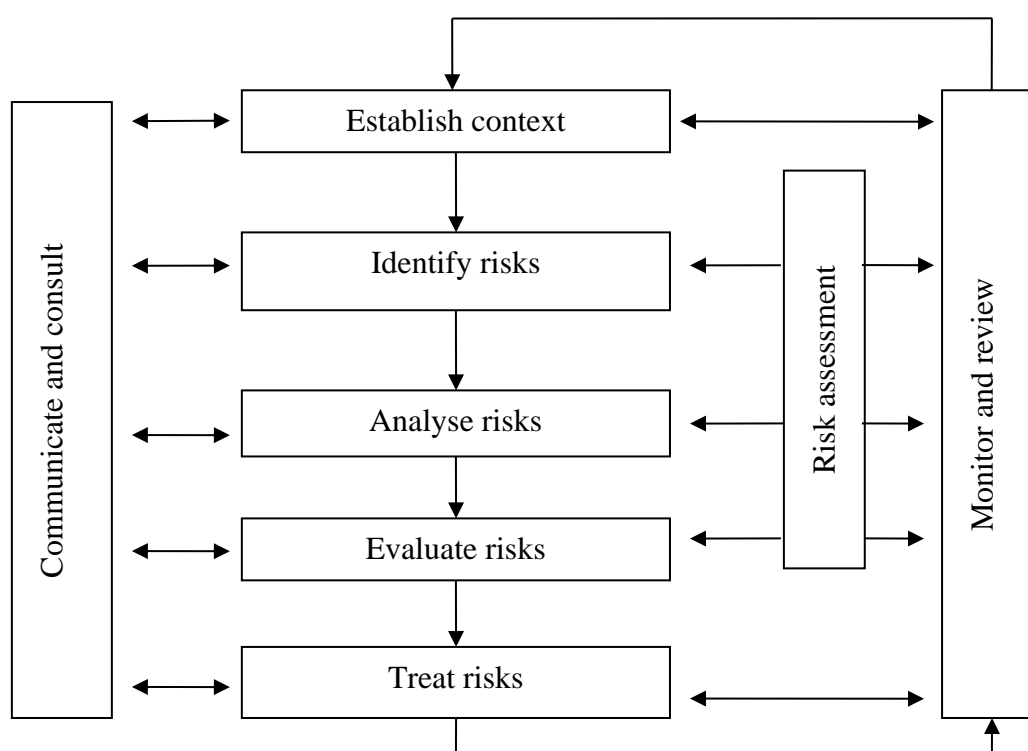 Establish context
Communicate and consult
Identify risks
Risk assessment
Monitor and review
Analyse risks
Evaluate risks
Treat risks